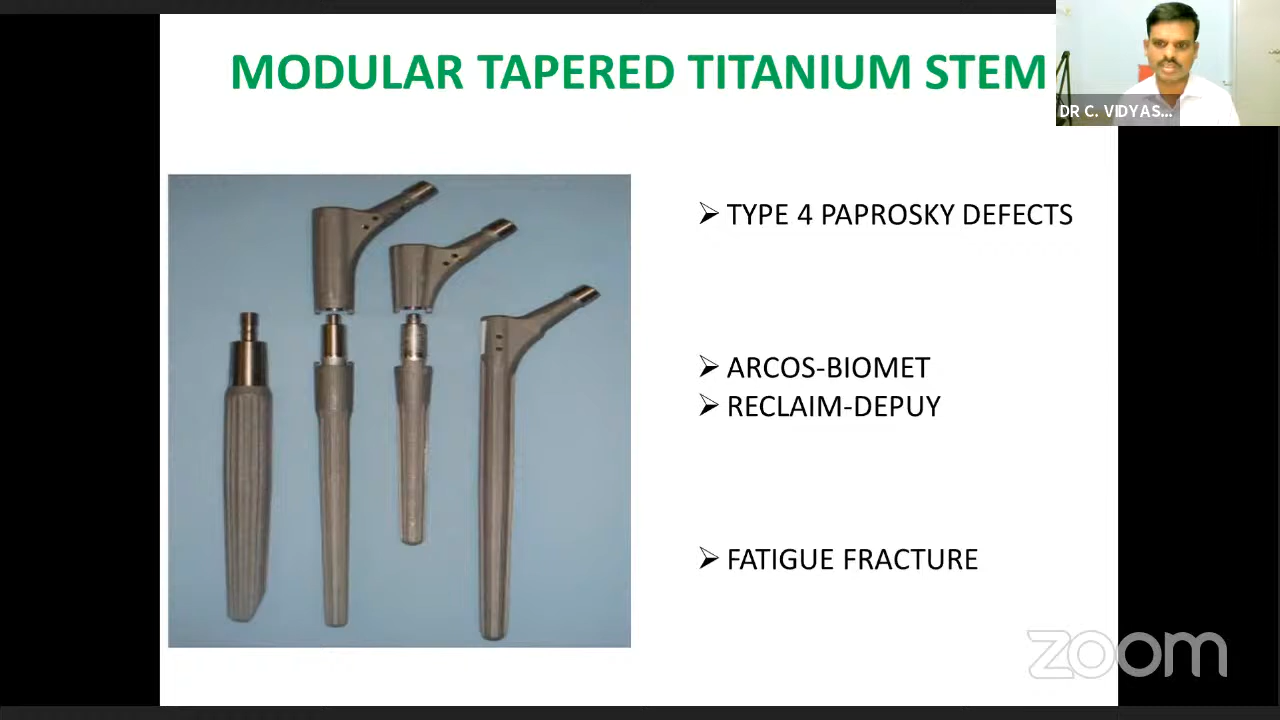 MODULAR TAPERED TITANIUM STEM
DR C. VIDYAS...
➢ TYPE 4 PAPROSKY DEFECTS
➢ ARCOS-BIOMET
➢ RECLAIM-DEPUY
➢ FATIGUE FRACTURE
zoom